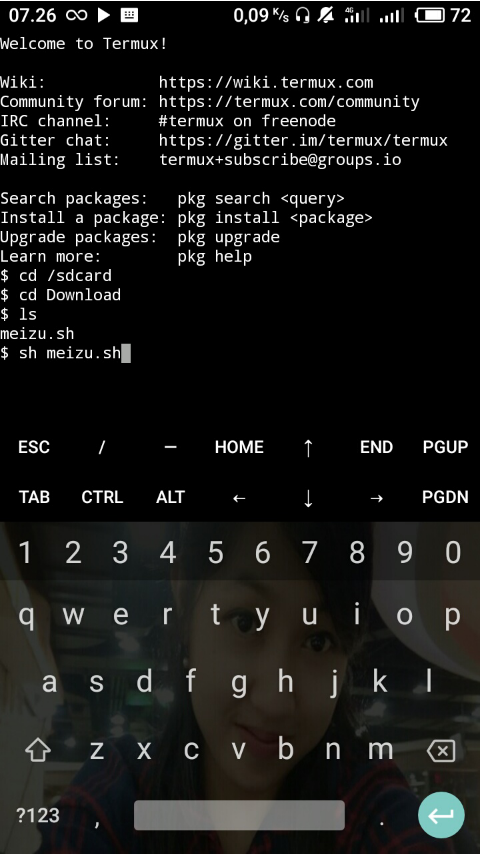 07.26 0,09 K/s 4G 72
Welcome to Termux!
Wiki: https://wiki.termux.com
Community forum: https://termux.com/community
IRC channel: #termux on freenode
Gitter chat: https://gitter.im/termux/termux
Mailing list: termux+subscribe@groups.io
Search packages: pkg search <query>
Install a package: pkg install <package>
Upgrade packages: pkg upgrade
Learn more: pkg help
$ cd /sdcard
$ cd Download
$ ls
meizu.sh
$ sh meizu.sh
ESC / — HOME ↑ END PGUP
TAB CTRL ALT ← ↓ → PGDN
1 2 3 4 5 6 7 8 9 0
q w e r t y u i o p
a s d f g h j k l
z x c v b n m
?123 , .